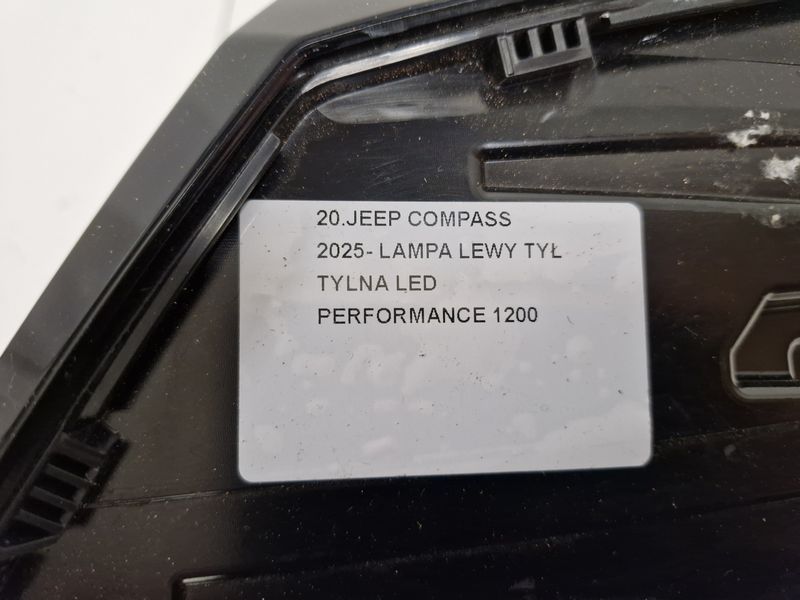 20.JEEP COMPASS
2025- LAMPA LEWY TYŁ
TYLNA LED
PERFORMANCE 1200